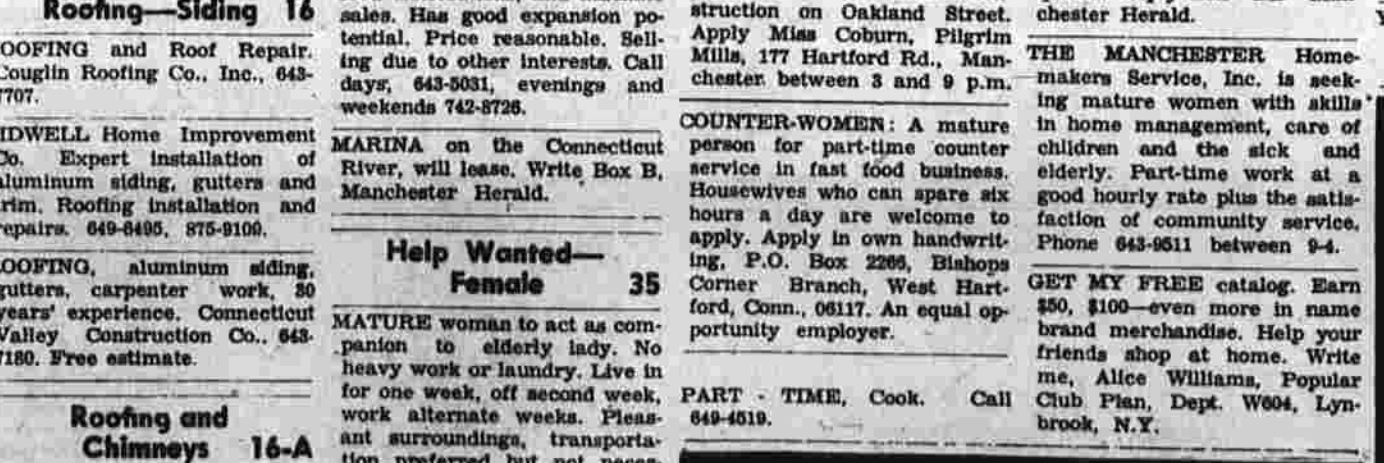 Roofing—Siding 16
OOFING and Roof Repair.
Couglin Roofing Co., Inc., 643-
7707.
IDWELL Home Improvement
Co. Expert installation of
aluminum siding, gutters and
rim. Roofing installation and
epairs. 649-6495, 875-9109.
OOFING, aluminum siding,
gutters, carpenter work, 30
years' experience. Connecticut
Valley Construction Co., 643-
7180. Free estimate.
Roofing and
Chimneys 16-A
sales. Has good expansion po-
tential. Price reasonable. Sell-
ing due to other interests. Call
days, 643-5031, evenings and
weekends 742-8726.
MARINA on the Connecticut
River, will lease. Write Box B,
Manchester Herald.
Help Wanted—
Female 35
MATURE woman to act as com-
panion to elderly lady. No
heavy work or laundry. Live in
for one week, off second week,
work alternate weeks. Pleas-
ant surroundings, transporta-
tion preferred but not neces-
struction on Oakland Street.
Apply Miss Coburn, Pilgrim
Mills, 177 Hartford Rd., Man-
chester between 3 and 9 p.m.
COUNTER-WOMEN: A mature
person for part-time counter
service in fast food business.
Housewives who can spare six
hours a day are welcome to
apply. Apply in own handwrit-
ing, P.O. Box 2266, Bishops
Corner Branch, West Hart-
ford, Conn., 06117. An equal op-
portunity employer.
PART - TIME, Cook. Call
649-4519.
chester Herald.
THE MANCHESTER Home-
makers Service, Inc. is seek-
ing mature women with skills
in home management, care of
children and the sick and
elderly. Part-time work at a
good hourly rate plus the satis-
faction of community service.
Phone 643-9511 between 9-4.
GET MY FREE catalog. Earn
$50, $100—even more in name
brand merchandise. Help your
friends shop at home. Write
me, Alice Williams, Popular
Club Plan, Dept. W604, Lyn-
brook, N.Y.